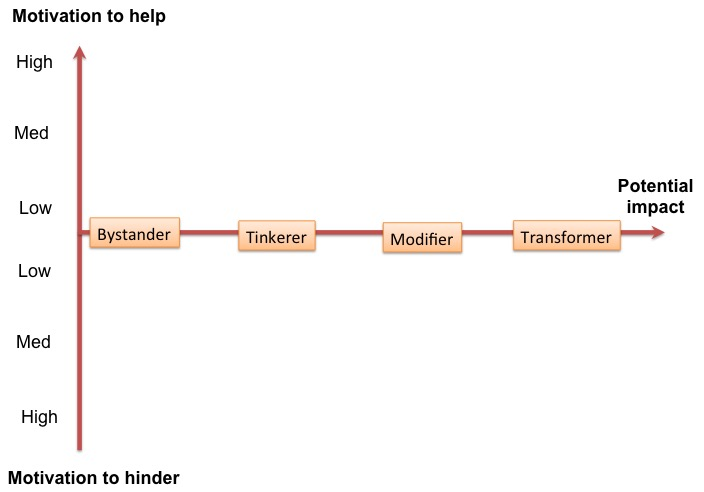 Motivation to help
High
Med
Low
Potential
impact
Bystander
Tinkerer
Modifier
Transformer
Low
Med
High
Motivation to hinder